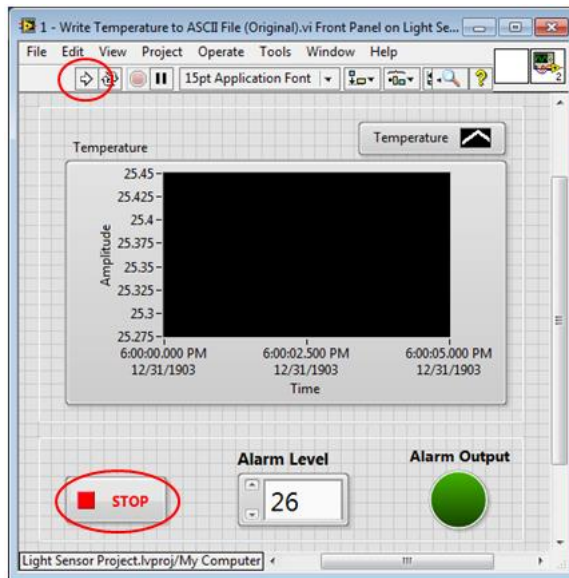 1 - Write Temperature to ASCII File (Original).vi Front Panel on Light Se...
File Edit View Project Operate Tools Window Help
15pt Application Font
2
Temperature
Temperature
25.45
25.425
25.4
25.375
25.35
25.325
25.3
25.275
Amplitude
6:00:00.000 PM 6:00:02.500 PM 6:00:05.000 PM
12/31/1903 12/31/1903 12/31/1903
Time
Alarm Level Alarm Output
STOP 26
Light Sensor Project.lvproj/My Computer